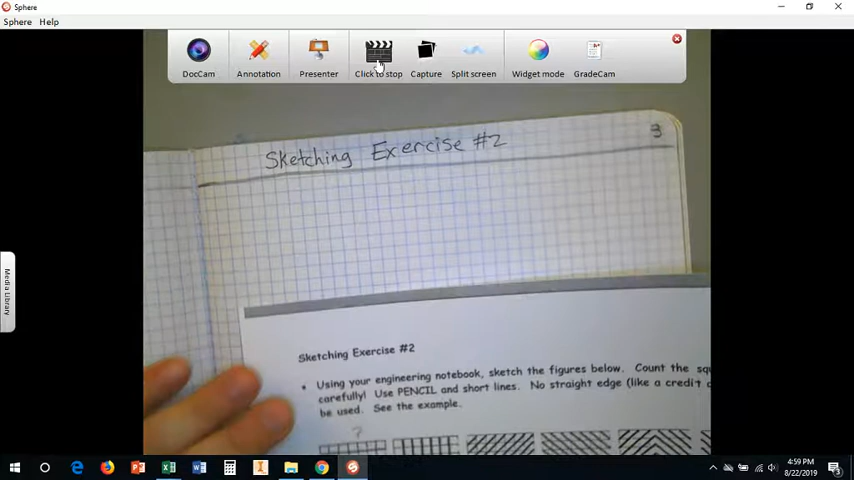 Sphere
Sphere Help
DocCam Annotation Presenter Click to stop Capture Split screen Widget mode GradeCam
Sketching Exercise #2 3
Media Library
Sketching Exercise #2
• Using your engineering notebook, sketch the figures below. Count the squ
carefully! Use PENCIL and short lines. No straight edge (like a credit c
be used. See the example.
?
4:59 PM
8/22/2019